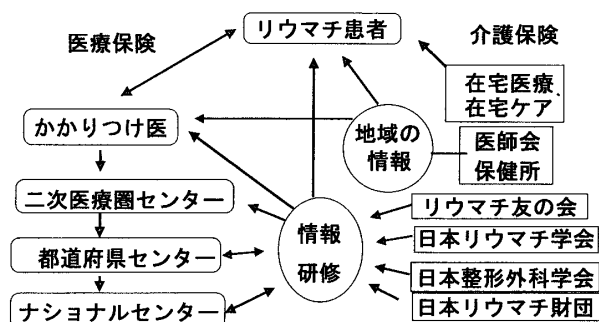 医療保険
リウマチ患者
介護保険
在宅医療、
在宅ケア
かかりつけ医
地域の
情報
医師会
保健所
二次医療圏センター
リウマチ友の会
情報
研修
日本リウマチ学会
都道府県センター
日本整形外科学会
ナショナルセンター
日本リウマチ財団